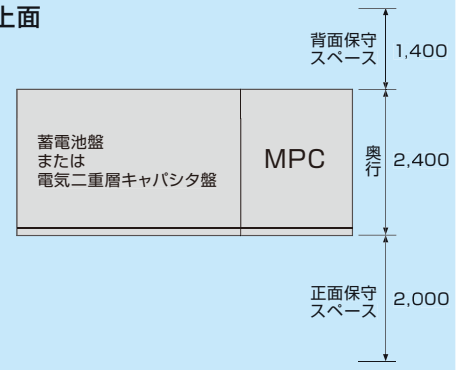 上面
背面保守
スペース
1,400
蓄電池盤
または
電気二重層キャパシタ盤
MPC
奥行
2,400
正面保守
スペース
2,000